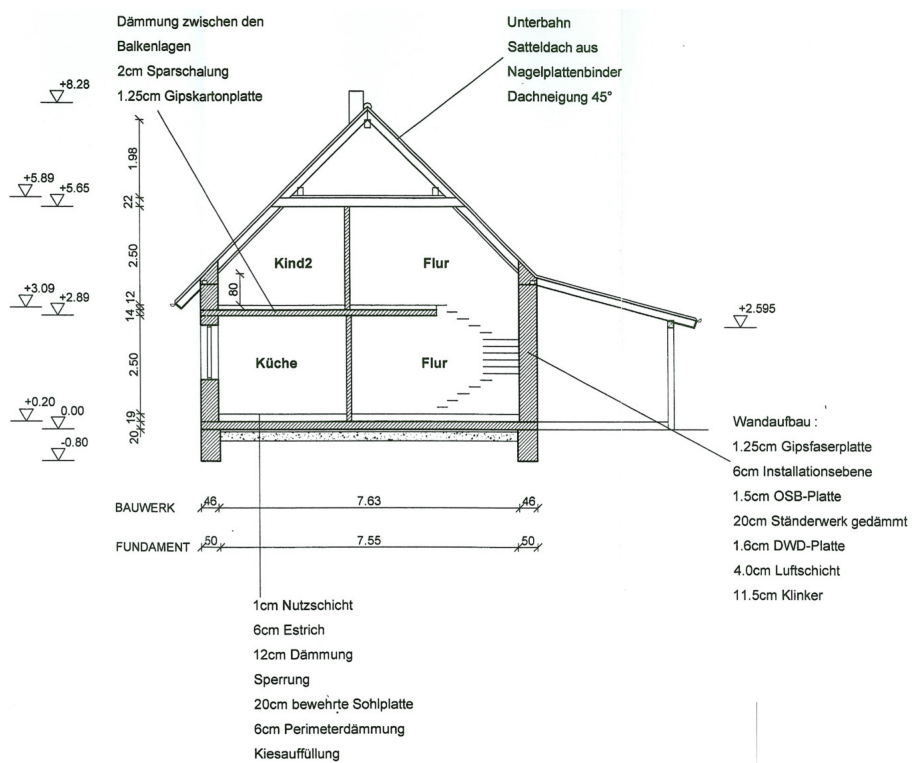 Dämmung zwischen den
Balkenlagen
2cm Sparschalung
1.25cm Gipskartonplatte
Unterbahn
Satteldach aus
Nagelplattenbinder
Dachneigung 45°
+8.28
+5.89
+5.65
+3.09
+2.89
+0.20
0.00
-0.80
1.98
22
2.50
12
14
2.50
19
20
80
Kind2
Flur
Küche
Flur
+2.595
Wandaufbau :
1.25cm Gipsfaserplatte
6cm Installationsebene
1.5cm OSB-Platte
20cm Ständerwerk gedämmt
1.6cm DWD-Platte
4.0cm Luftschicht
11.5cm Klinker
BAUWERK 46 7.63 46
FUNDAMENT 50 7.55 50
1cm Nutzschicht
6cm Estrich
12cm Dämmung
Sperrung
20cm bewehrte Sohlplatte
6cm Perimeterdämmung
Kiesauffüllung